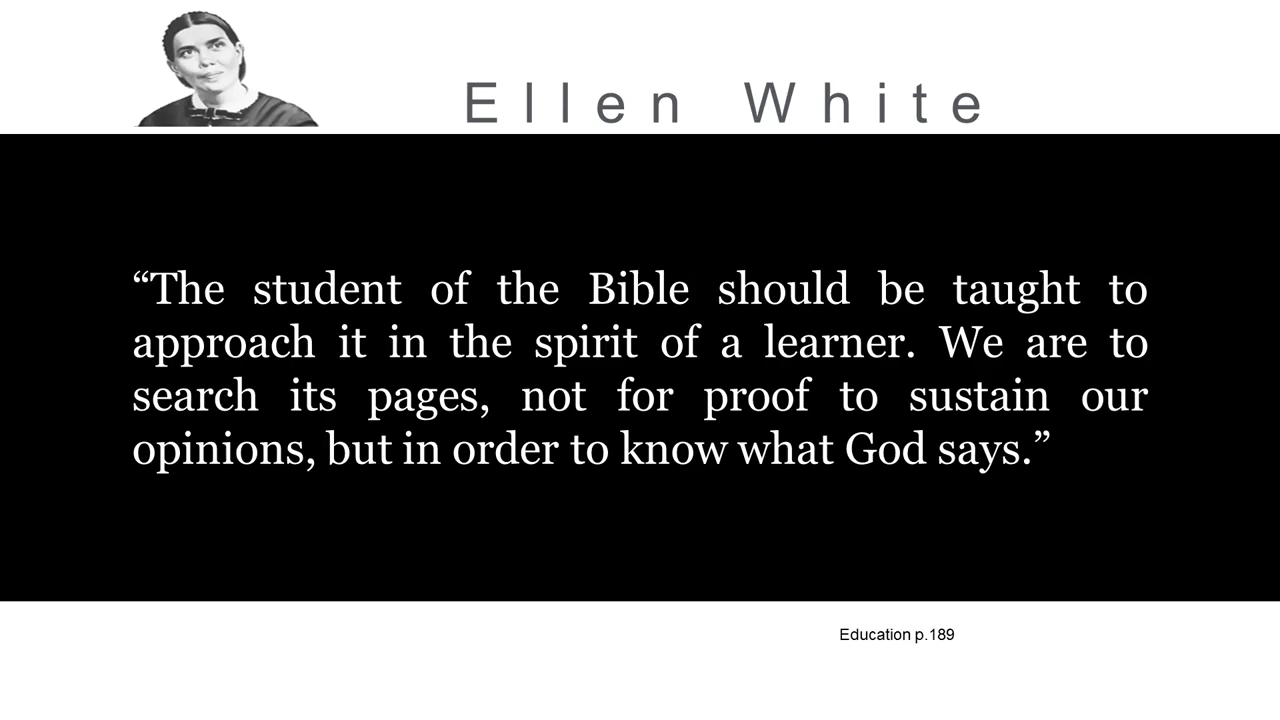 Ellen White
“The student of the Bible should be taught to
approach it in the spirit of a learner. We are to
search its pages, not for proof to sustain our
opinions, but in order to know what God says.”
Education p.189